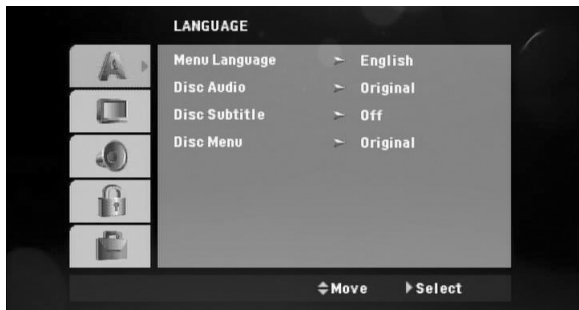 LANGUAGE
Menu Language ➢ English
Disc Audio ➢ Original
Disc Subtitle ➢ Off
Disc Menu ➢ Original
Move Select